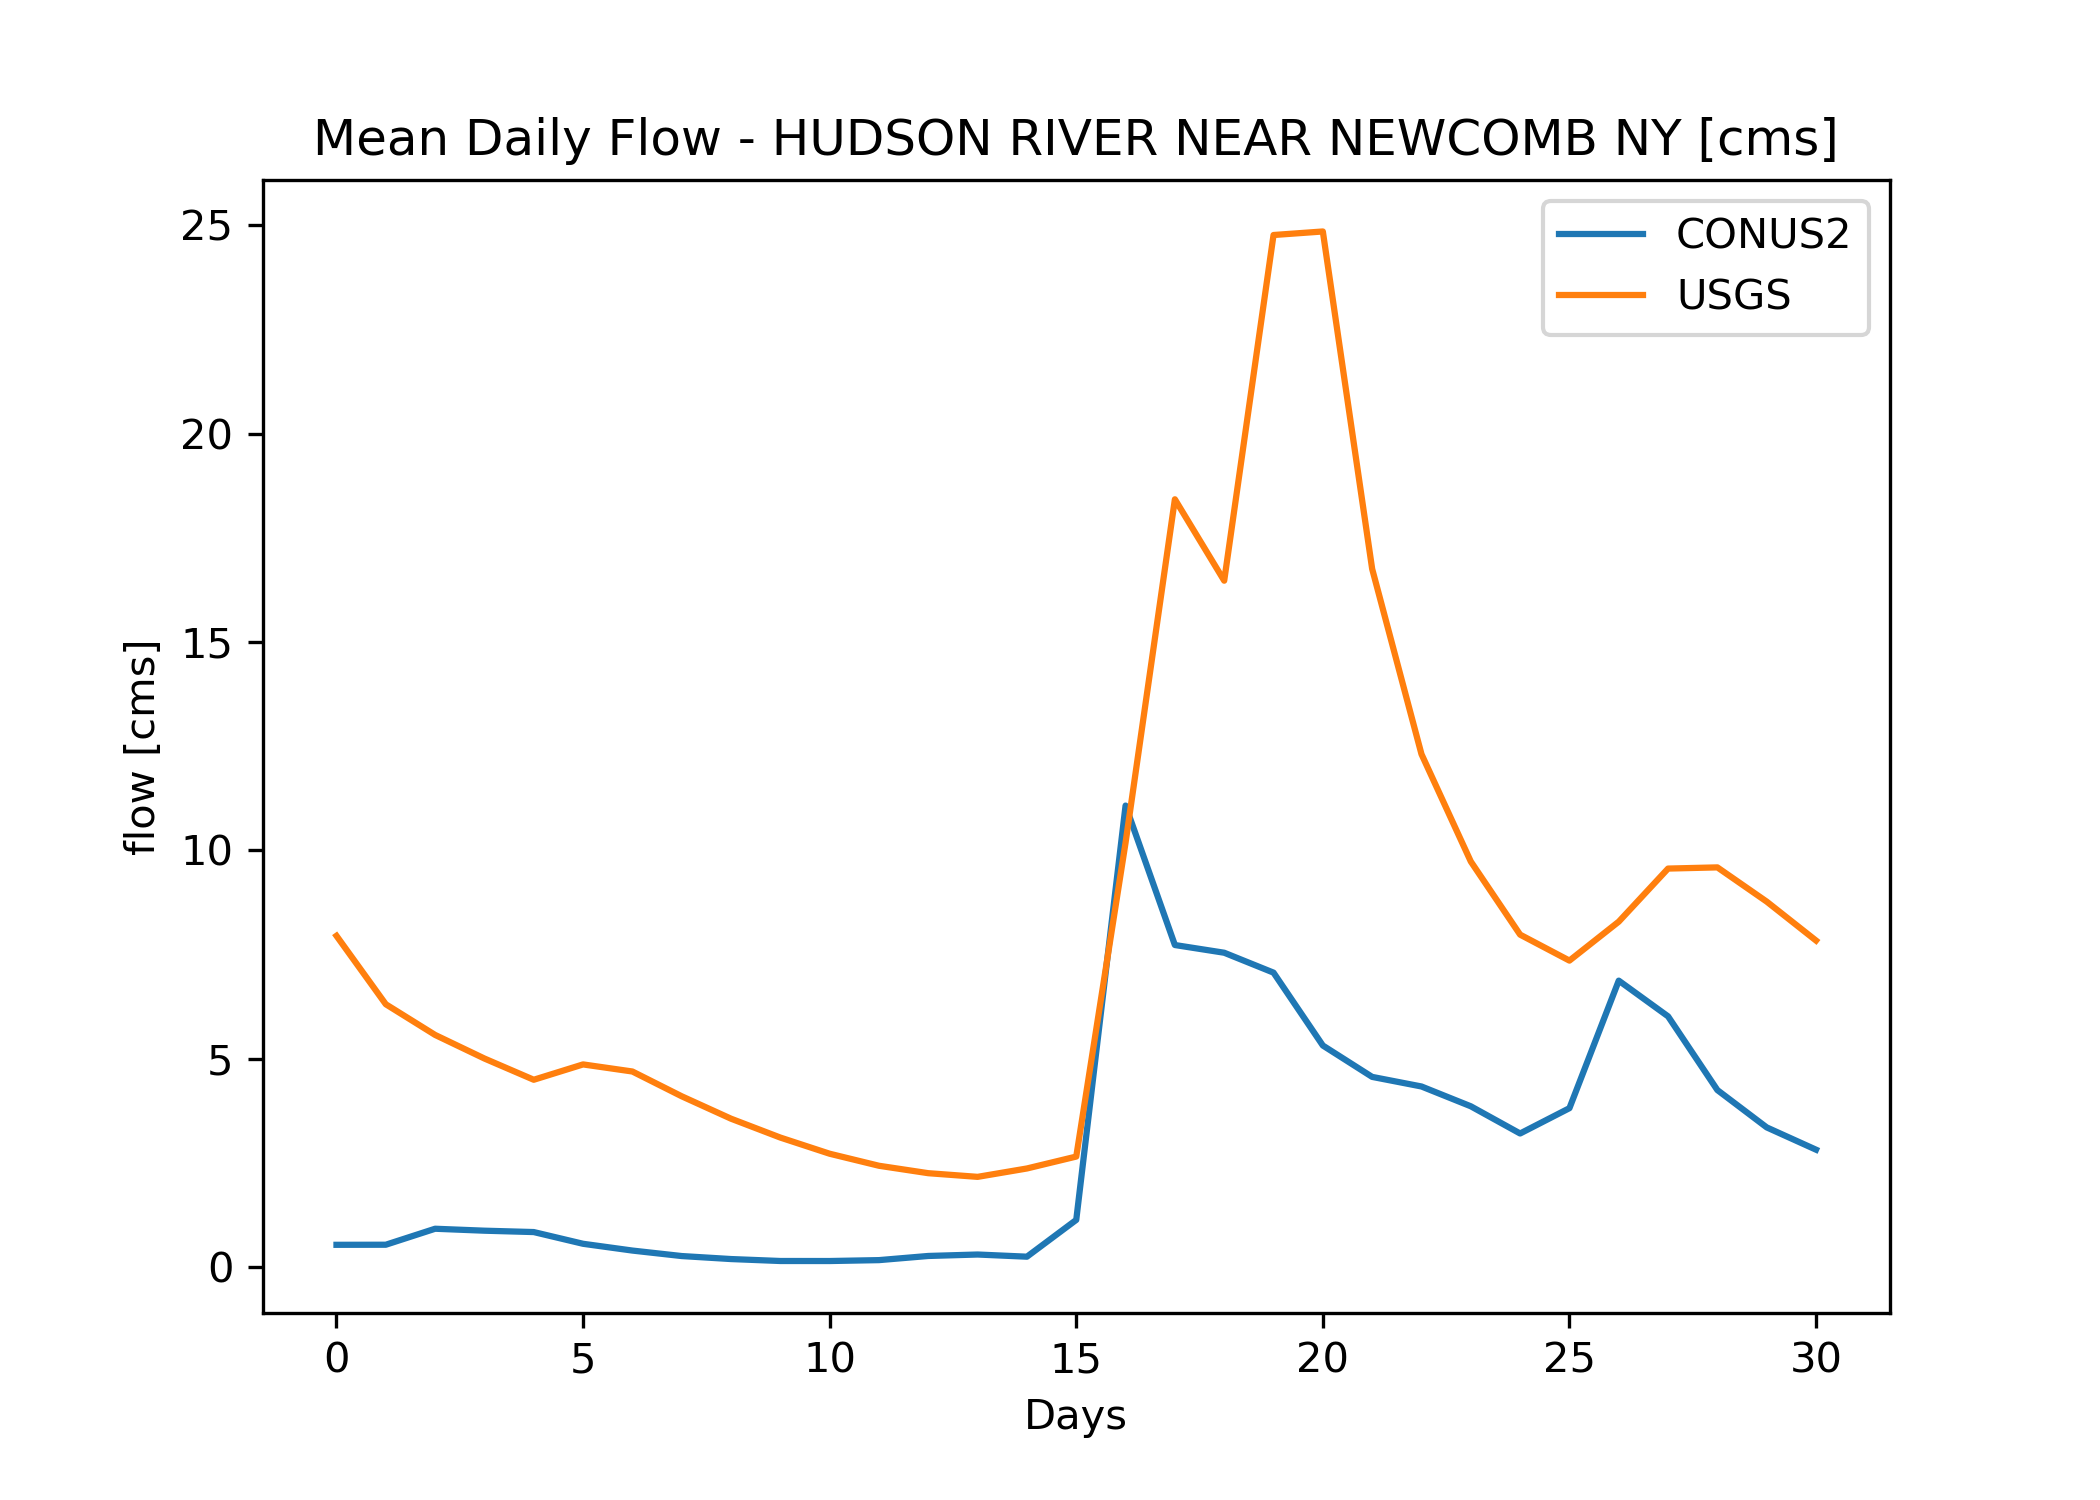 Mean Daily Flow - HUDSON RIVER NEAR NEWCOMB NY [cms]
CONUS2
USGS
25
20
15
10
5
0
flow [cms]
0 5 10 15 20 25 30
Days